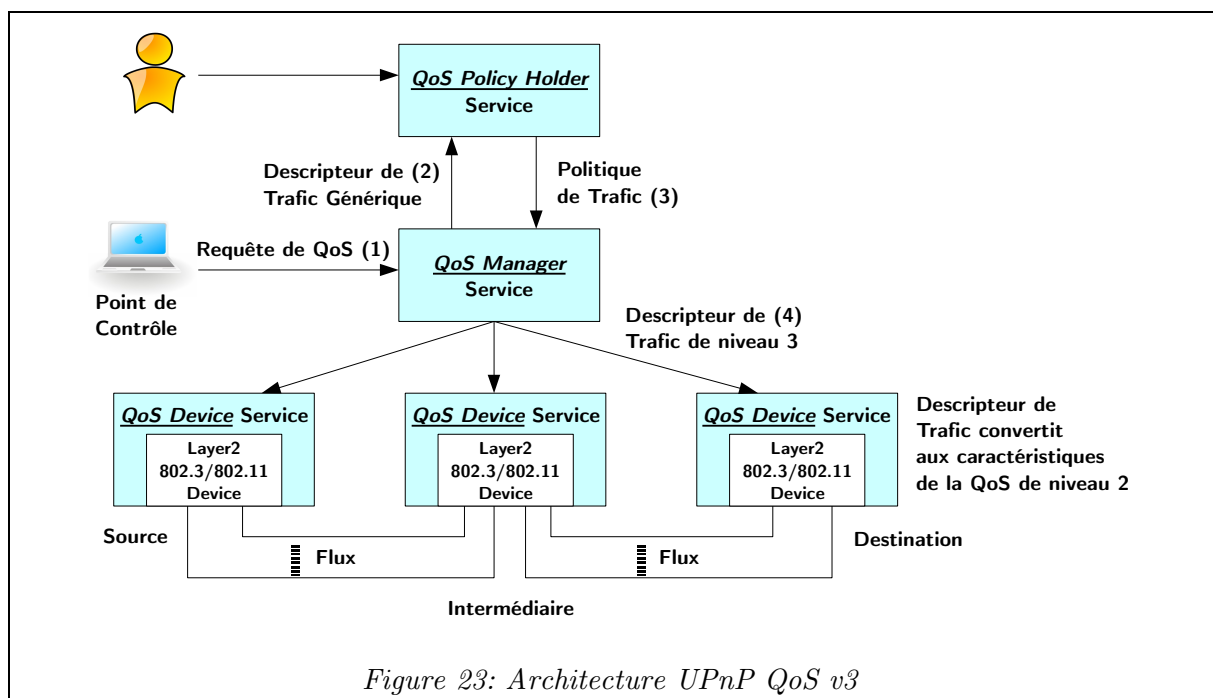 QoS Policy Holder
Service
Descripteur de (2)
Trafic Générique
Politique
de Trafic (3)
Requête de QoS (1)
QoS Manager
Service
Point de
Contrôle
Descripteur de (4)
Trafic de niveau 3
QoS Device Service
Layer2
802.3/802.11
Device
QoS Device Service
Layer2
802.3/802.11
Device
QoS Device Service
Layer2
802.3/802.11
Device
Descripteur de
Trafic convertit
aux caractéristiques
de la QoS de niveau 2
Source
Flux
Flux
Destination
Intermédiaire
Figure 23: Architecture UPnP QoS v3